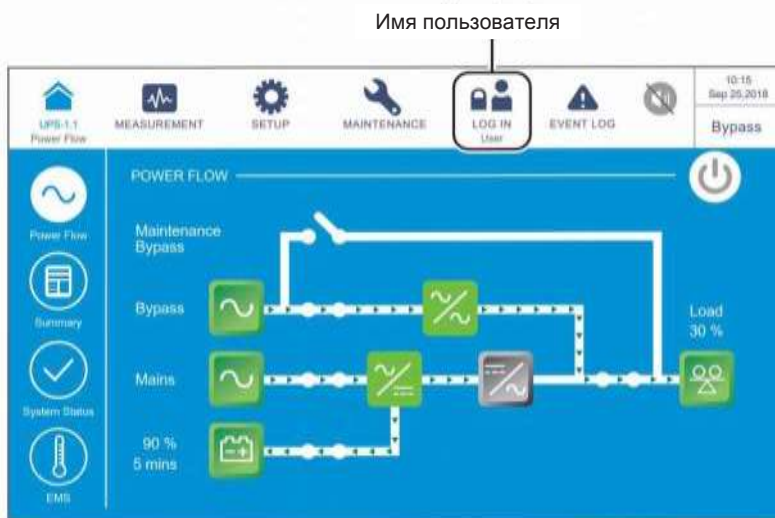 Имя пользователя
10:15
Sep 25,2018
UPS-1.1
Power Flow
MEASUREMENT
SETUP
MAINTENANCE
LOG IN
User
EVENT LOG
Bypass
POWER FLOW
Power Flow
Maintenance
Bypass
Summary
Bypass
Load
30 %
Mains
System Status
90 %
5 mins
EMS